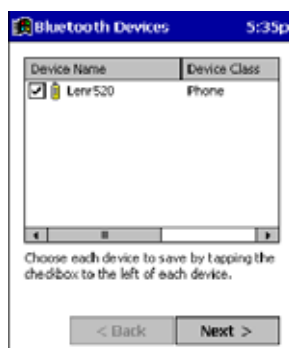 Bluetooth Devices 5:35p
Device Name Device Class
Lenr520 Phone
Choose each device to save by tapping the
checkbox to the left of each device.
< Back Next >